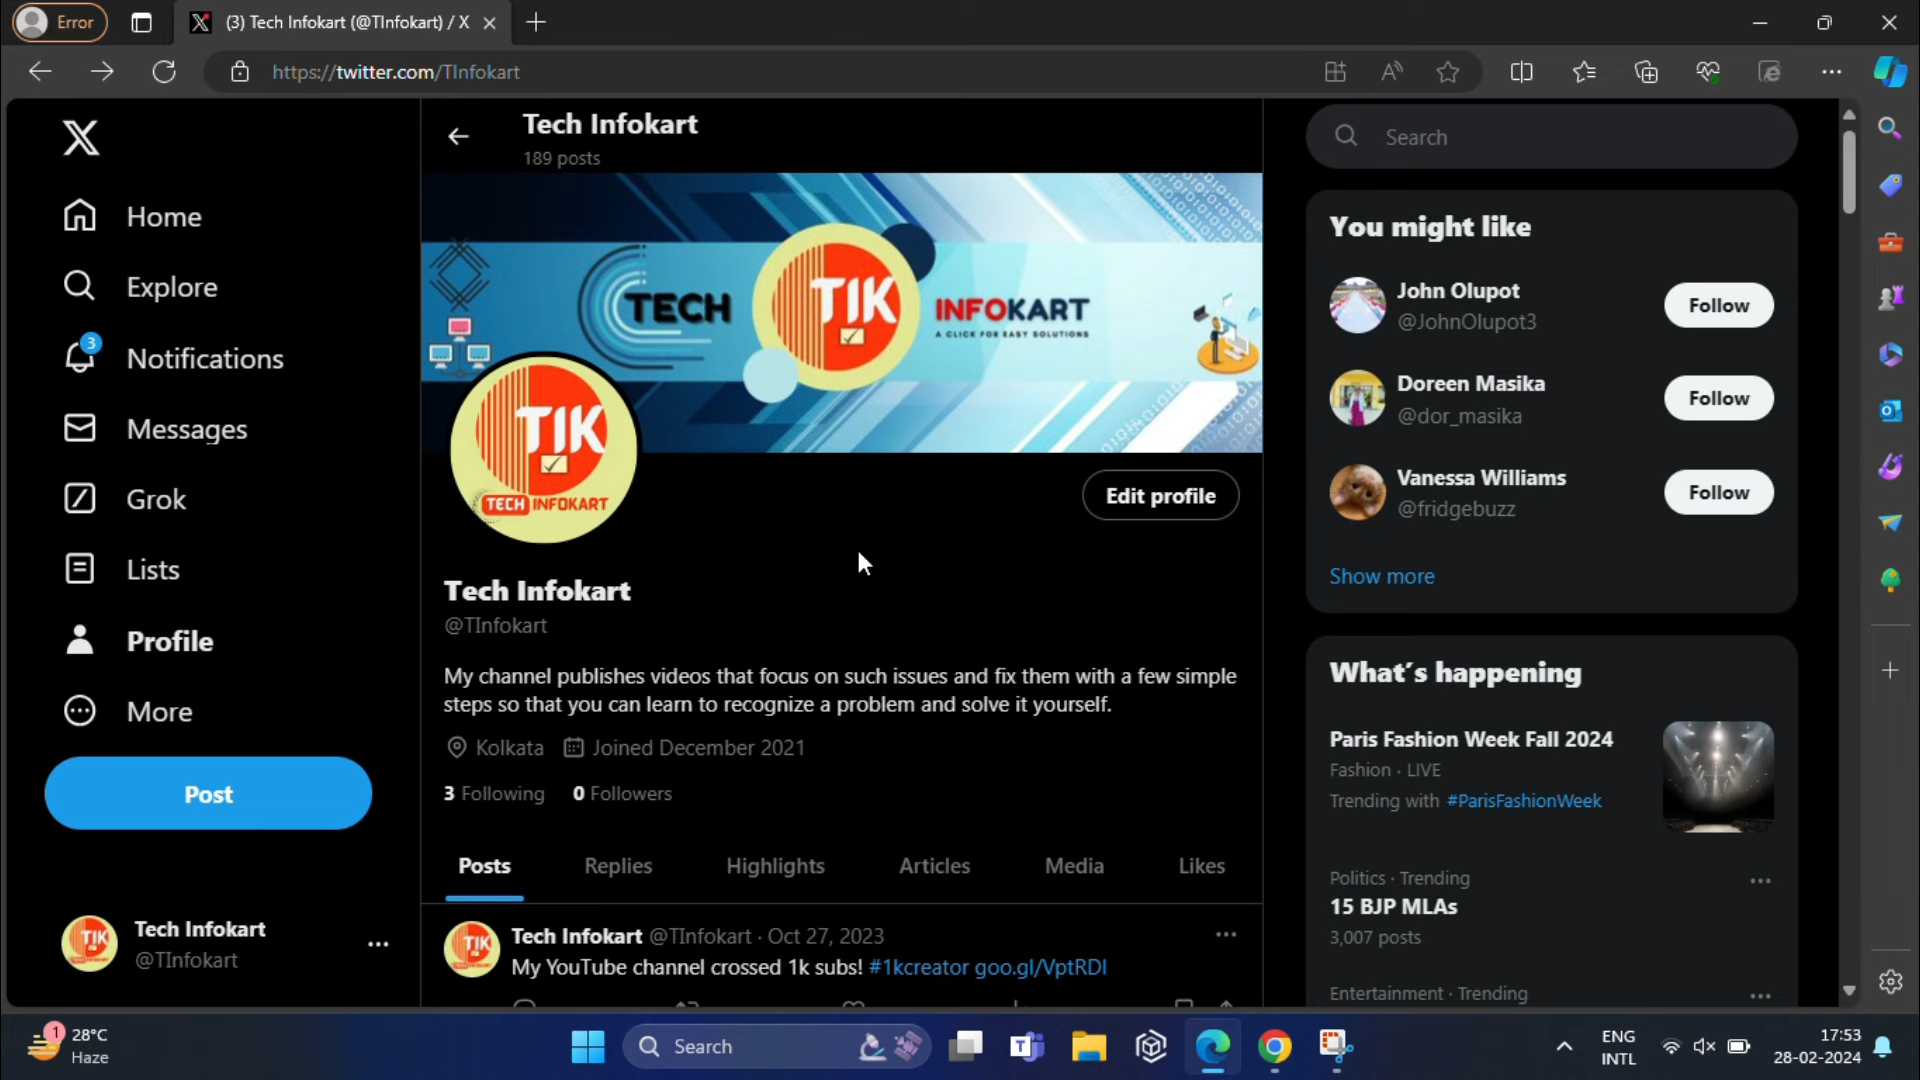 Error
(3) Tech Infokart (@TInfokart) / X
https://twitter.com/TInfokart
Home
Explore
3
Notifications
Messages
Grok
Lists
Profile
More
Post
Tech Infokart
@TInfokart
Tech Infokart
189 posts
TECH TIK INFOKART
A CLICK FOR EASY SOLUTIONS
TIK
TECH INFOKART
Edit profile
Tech Infokart
@TInfokart
My channel publishes videos that focus on such issues and fix them with a few simple
steps so that you can learn to recognize a problem and solve it yourself.
Kolkata Joined December 2021
3 Following 0 Followers
Posts Replies Highlights Articles Media Likes
Tech Infokart @TInfokart · Oct 27, 2023
My YouTube channel crossed 1k subs! #1kcreator goo.gl/VptRDI
Search
You might like
John Olupot
@JohnOlupot3
Follow
Doreen Masika
@dor_masika
Follow
Vanessa Williams
@fridgebuzz
Follow
Show more
What's happening
Paris Fashion Week Fall 2024
Fashion · LIVE
Trending with #ParisFashionWeek
Politics · Trending
15 BJP MLAs
3,007 posts
Entertainment · Trending
1
28°C
Haze
Search
ENG
INTL
17:53
28-02-2024